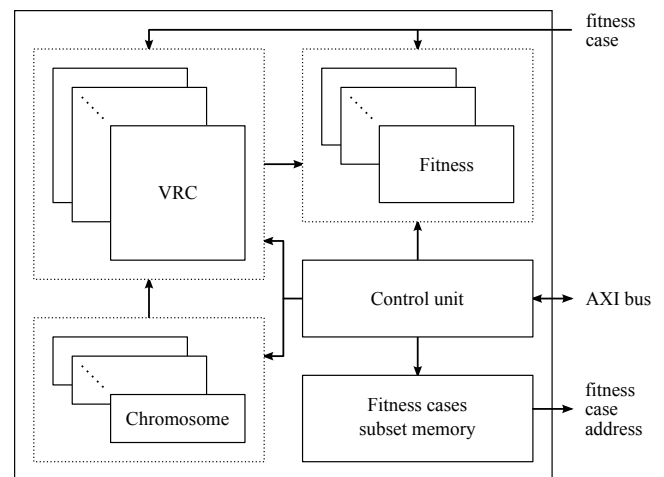 fitness
case
VRC
Fitness
Control unit
AXI bus
Chromosome
Fitness cases
subset memory
fitness
case
address